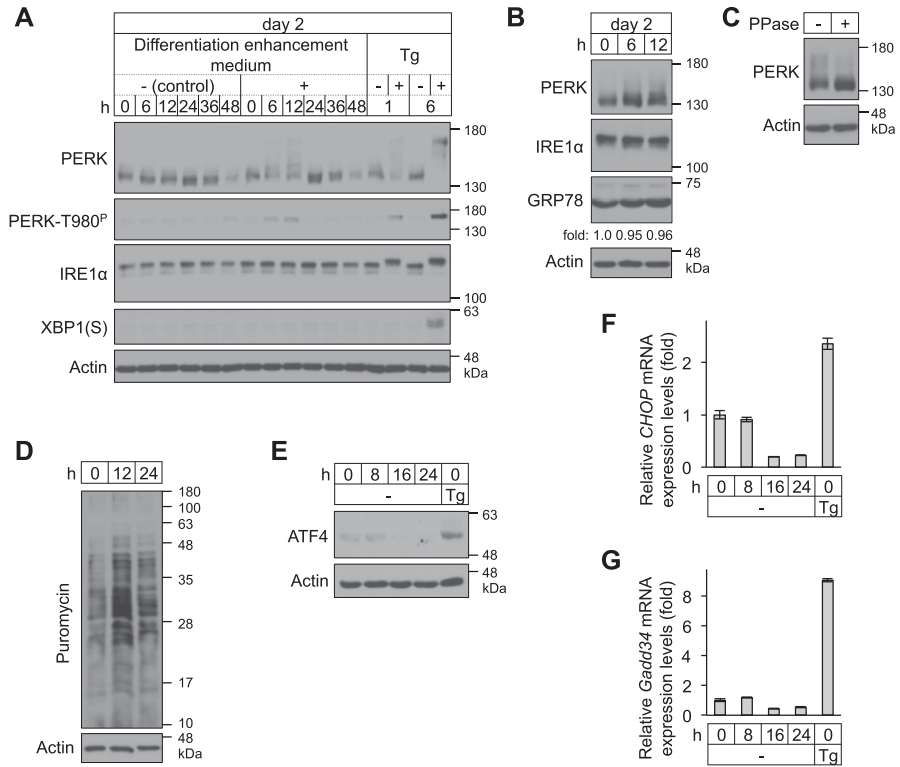 A
day 2
Differentiation enhancement
medium
Tg
- (control)
+
- + - +
h 0 6 12 24 36 48 0 6 12 24 36 48 1 6
PERK
180
130
PERK-T980ᴾ
180
130
IRE1α
100
XBP1(S)
63
Actin
48
kDa
B
day 2
h 0 6 12
PERK
180
130
IRE1α
100
GRP78
75
fold: 1.0 0.95 0.96
Actin
48
kDa
C
PPase - +
PERK
180
130
Actin
48
kDa
D
h 0 12 24
Puromycin
180
100
63
48
35
28
17
10
Actin
48
kDa
E
h 0 8 16 24 0
- Tg
ATF4
63
48
Actin
48
kDa
F
Relative CHOP mRNA
expression levels (fold)
2
1
0
h 0 8 16 24 0
- Tg
G
Relative Gadd34 mRNA
expression levels (fold)
8
6
4
2
0
h 0 8 16 24 0
- Tg